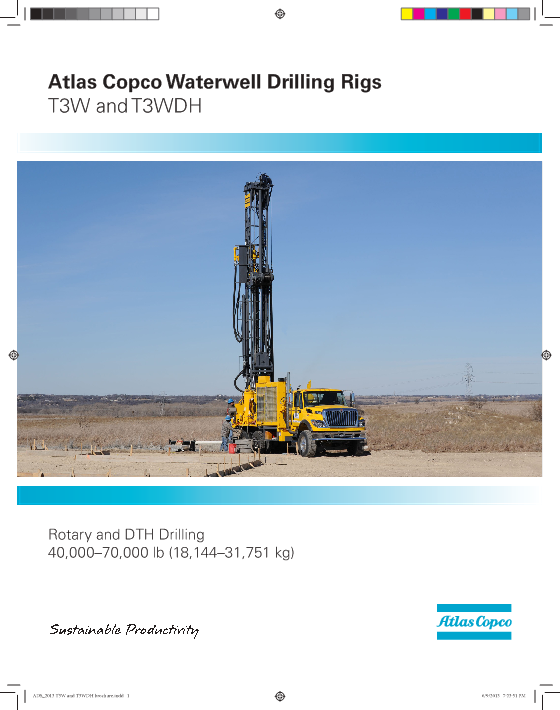 Atlas Copco Waterwell Drilling Rigs
T3W and T3WDH
Rotary and DTH Drilling
40,000–70,000 lb (18,144–31,751 kg)
Sustainable Productivity
Atlas Copco